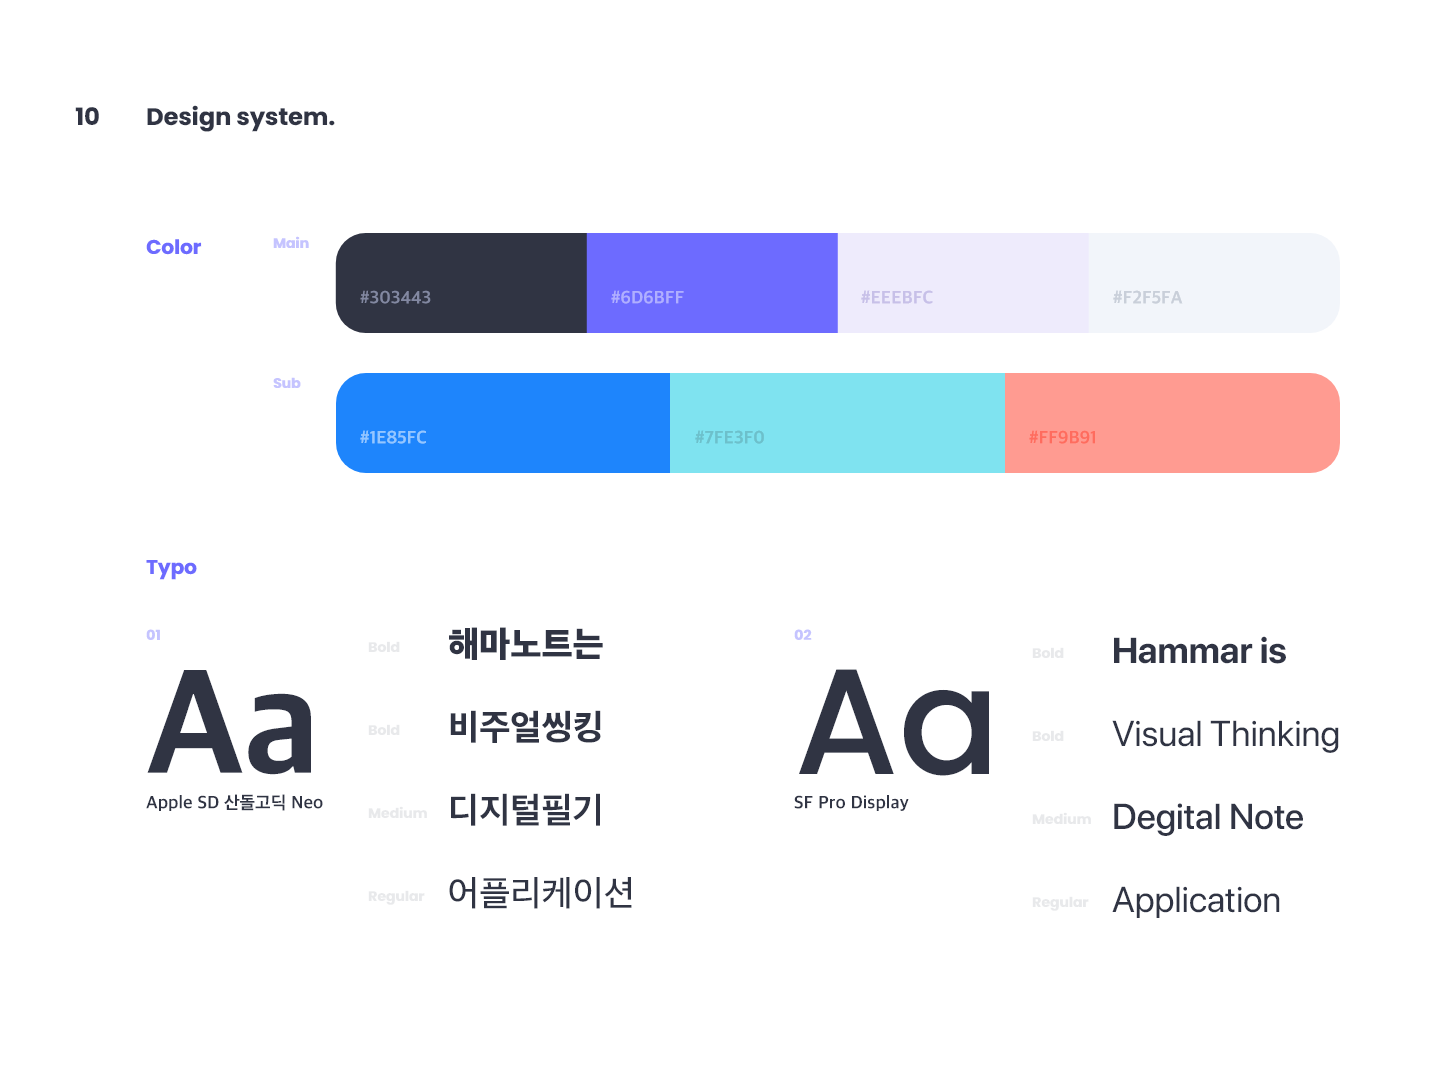 10 Design system.
Color
Main
#303443 #6D6BFF #EEEBFC #F2F5FA
Sub
#1E85FC #7FE3F0 #FF9B91
Typo
01
Aa
Apple SD 산돌고딕 Neo
Bold 해마노트는
Bold 비주얼씽킹
Medium 디지털필기
Regular 어플리케이션
02
Aa
SF Pro Display
Bold Hammar is
Bold Visual Thinking
Medium Degital Note
Regular Application